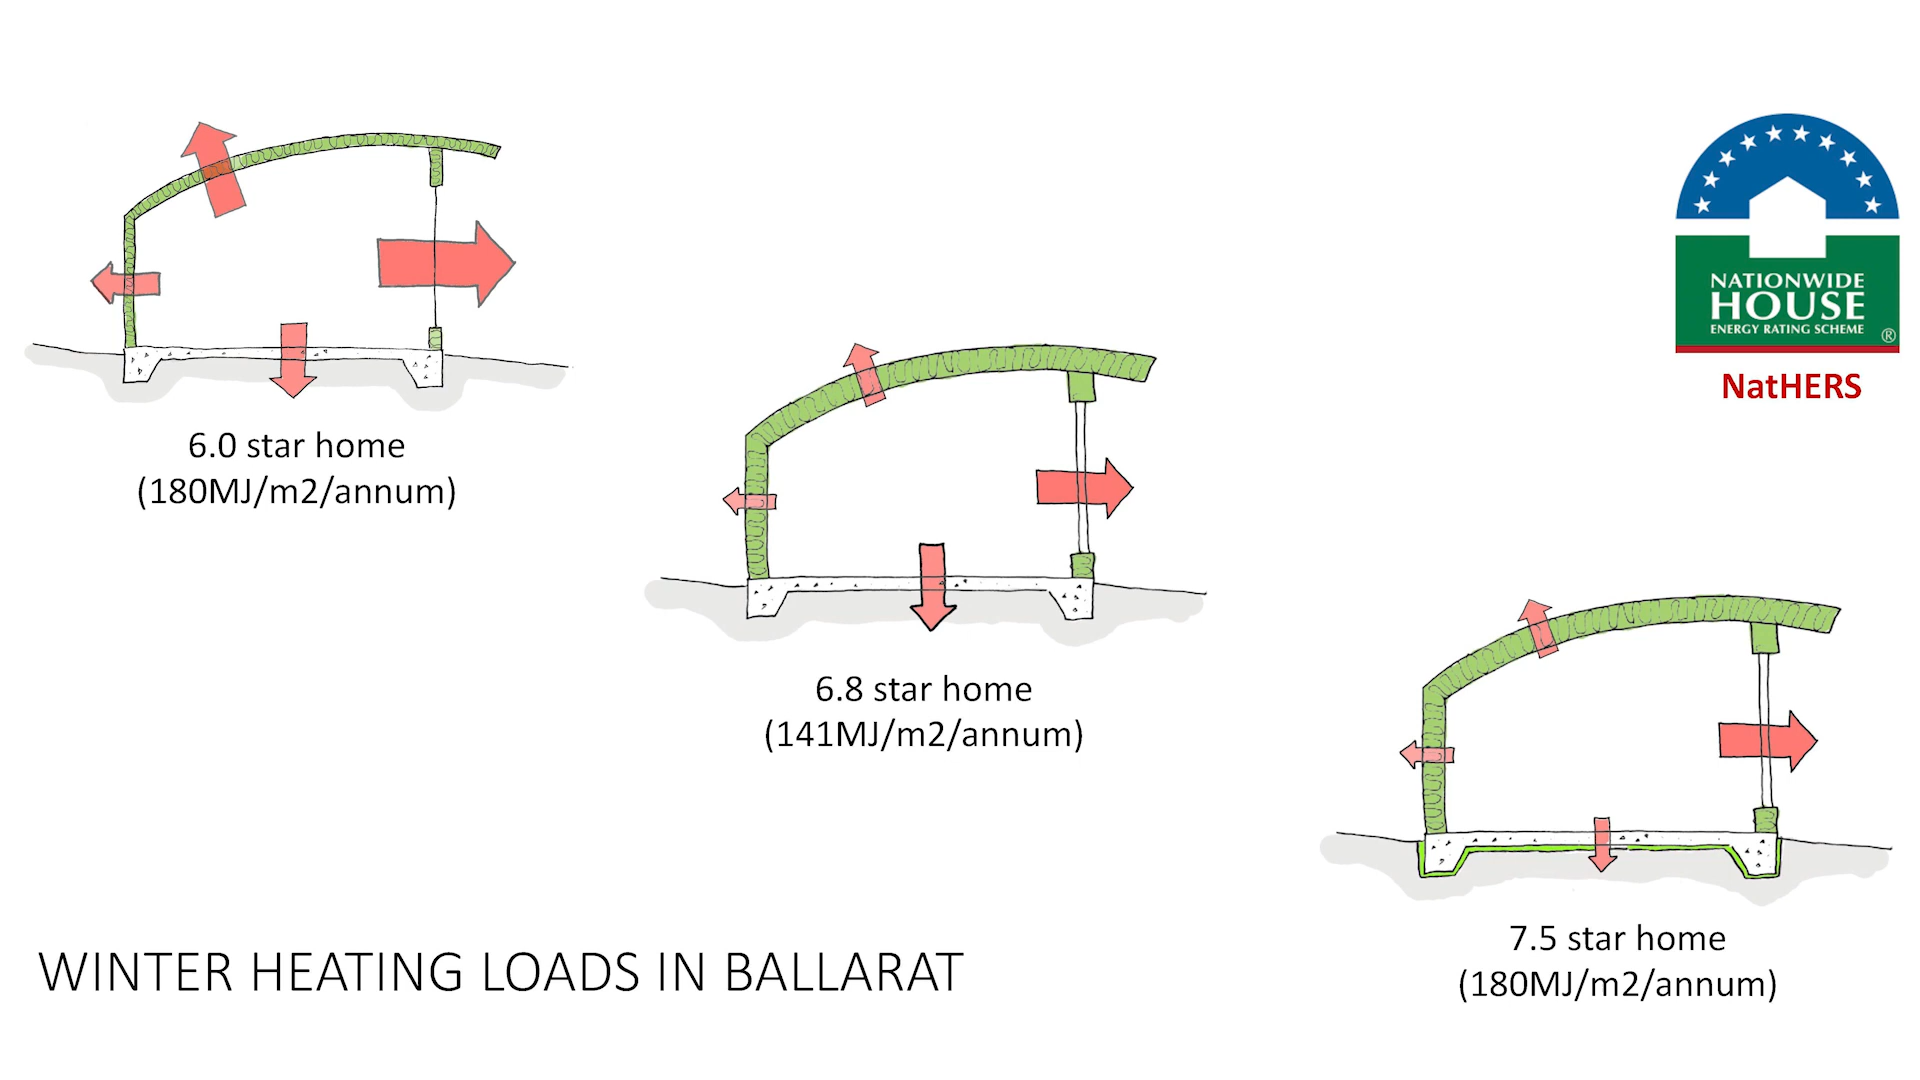 NATIONWIDE
HOUSE
ENERGY RATING SCHEME ®
NatHERS
6.0 star home
(180MJ/m2/annum)
6.8 star home
(141MJ/m2/annum)
7.5 star home
(180MJ/m2/annum)
WINTER HEATING LOADS IN BALLARAT